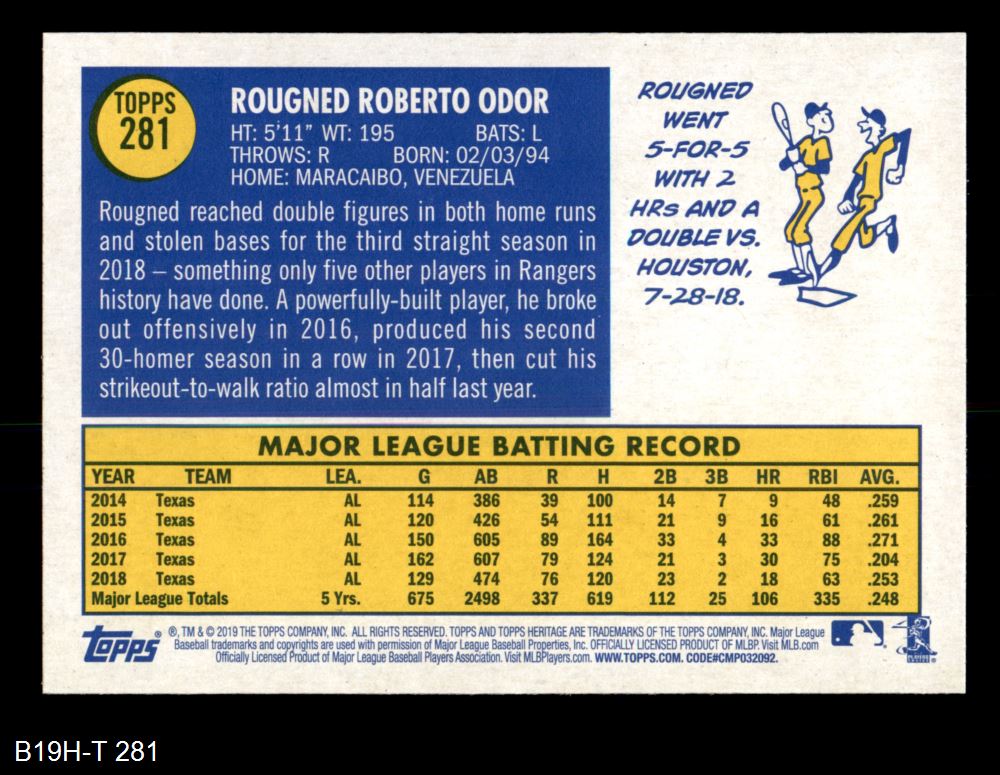 TOPPS
281
ROUGNED ROBERTO ODOR
HT: 5'11" WT: 195 BATS: L
THROWS: R BORN: 02/03/94
HOME: MARACAIBO, VENEZUELA
Rougned reached double figures in both home runs
and stolen bases for the third straight season in
2018 – something only five other players in Rangers
history have done. A powerfully-built player, he broke
out offensively in 2016, produced his second
30-homer season in a row in 2017, then cut his
strikeout-to-walk ratio almost in half last year.
ROUGNED
WENT
5-FOR-5
WITH 2
HRs AND A
DOUBLE VS.
HOUSTON,
7-28-18.
MAJOR LEAGUE BATTING RECORD
YEAR TEAM LEA. G AB R H 2B 3B HR RBI AVG.
2014 Texas AL 114 386 39 100 14 7 9 48 .259
2015 Texas AL 120 426 54 111 21 9 16 61 .261
2016 Texas AL 150 605 89 164 33 4 33 88 .271
2017 Texas AL 162 607 79 124 21 3 30 75 .204
2018 Texas AL 129 474 76 120 23 2 18 63 .253
Major League Totals 5 Yrs. 675 2498 337 619 112 25 106 335 .248
Topps®
®, TM & © 2019 THE TOPPS COMPANY, INC. ALL RIGHTS RESERVED. TOPPS AND TOPPS HERITAGE ARE TRADEMARKS OF THE TOPPS COMPANY, INC. Major League
Baseball trademarks and copyrights are used with permission of Major League Baseball Properties, Inc. OFFICIALLY LICENSED PRODUCT OF MLBP. Visit MLB.com
Officially Licensed Product of Major League Baseball Players Association. Visit MLBPlayers.com. WWW.TOPPS.COM. CODE#CMP032092.
B19H-T 281